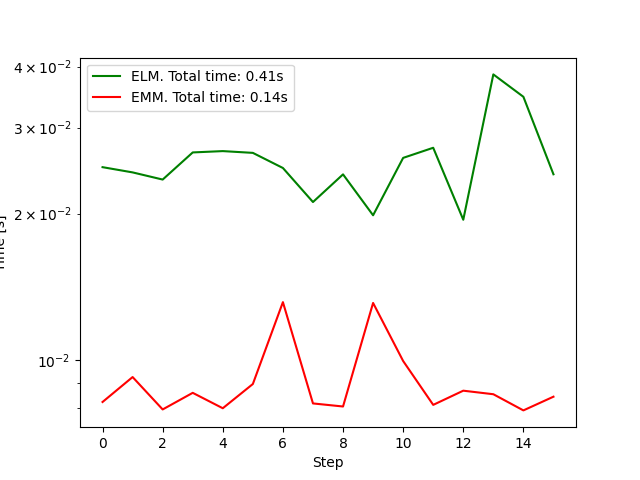 ELM. Total time: 0.41s
EMM. Total time: 0.14s
4 × 10⁻²
3 × 10⁻²
2 × 10⁻²
10⁻²
[s]
0 2 4 6 8 10 12 14
Step